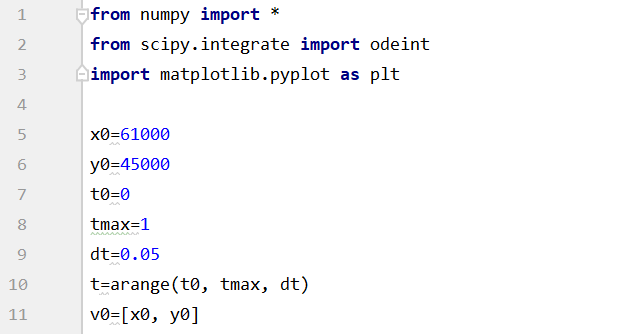 1 from numpy import *
2 from scipy.integrate import odeint
3 import matplotlib.pyplot as plt
4
5 x0=61000
6 y0=45000
7 t0=0
8 tmax=1
9 dt=0.05
10 t=arange(t0, tmax, dt)
11 v0=[x0, y0]